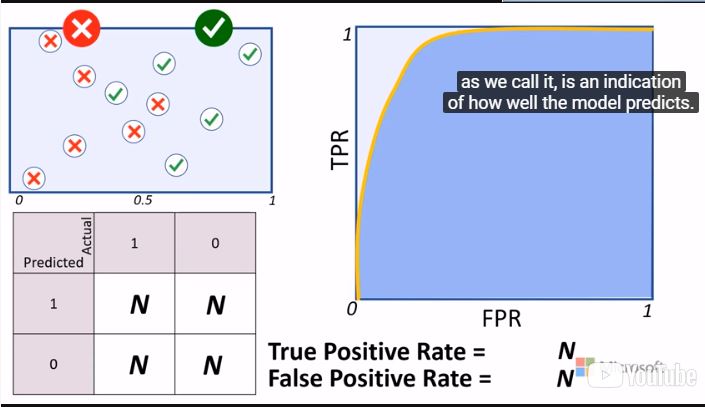 1
as we call it, is an indication
of how well the model predicts.
TPR
0 0.5 1
0 FPR 1
Actual
Predicted
1 0
1 N N
0 N N
True Positive Rate = N
False Positive Rate = N
Microsoft
YouTube